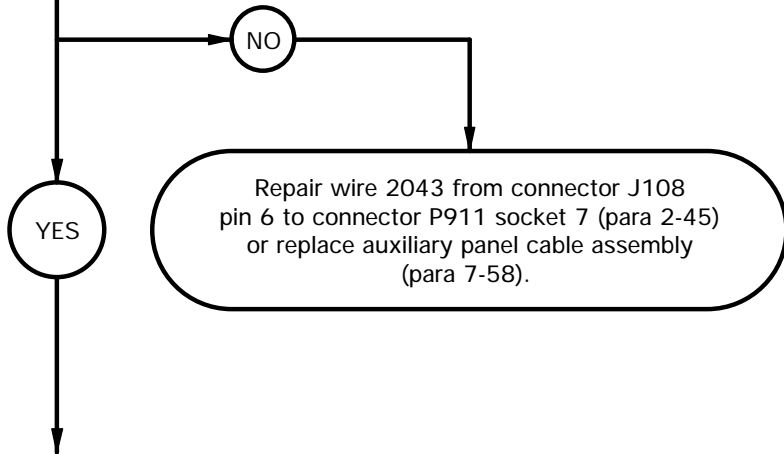 NO
YES
Repair wire 2043 from connector J108
pin 6 to connector P911 socket 7 (para 2-45)
or replace auxiliary panel cable assembly
(para 7-58).